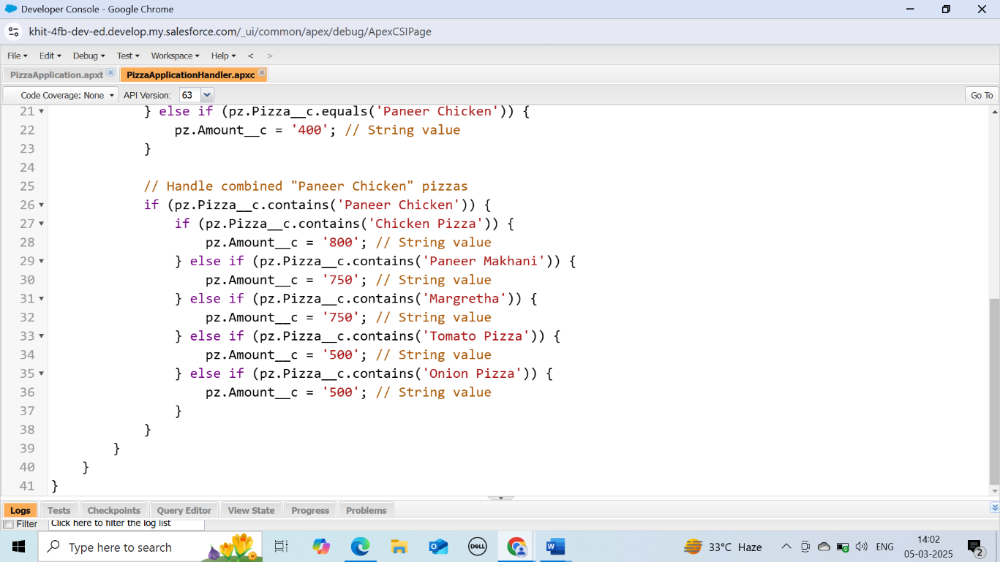 Developer Console - Google Chrome
khit-4fb-dev-ed.develop.my.salesforce.com/_ui/common/apex/debug/ApexCSIPage
File Edit Debug Test Workspace Help < >
PizzaApplication.apxt PizzaApplicationHandler.apxc
Code Coverage: None API Version: 63 Go To
21 } else if (pz.Pizza__c.equals('Paneer Chicken')) {
22 pz.Amount__c = '400'; // String value
23 }
24
25 // Handle combined "Paneer Chicken" pizzas
26 if (pz.Pizza__c.contains('Paneer Chicken')) {
27 if (pz.Pizza__c.contains('Chicken Pizza')) {
28 pz.Amount__c = '800'; // String value
29 } else if (pz.Pizza__c.contains('Paneer Makhani')) {
30 pz.Amount__c = '750'; // String value
31 } else if (pz.Pizza__c.contains('Margretha')) {
32 pz.Amount__c = '750'; // String value
33 } else if (pz.Pizza__c.contains('Tomato Pizza')) {
34 pz.Amount__c = '500'; // String value
35 } else if (pz.Pizza__c.contains('Onion Pizza')) {
36 pz.Amount__c = '500'; // String value
37 }
38 }
39 }
40 }
41 }
Logs Tests Checkpoints Query Editor View State Progress Problems
Filter Click here to filter the log list
Type here to search DELL W 33°C Haze ENG 14:02 2
05-03-2025